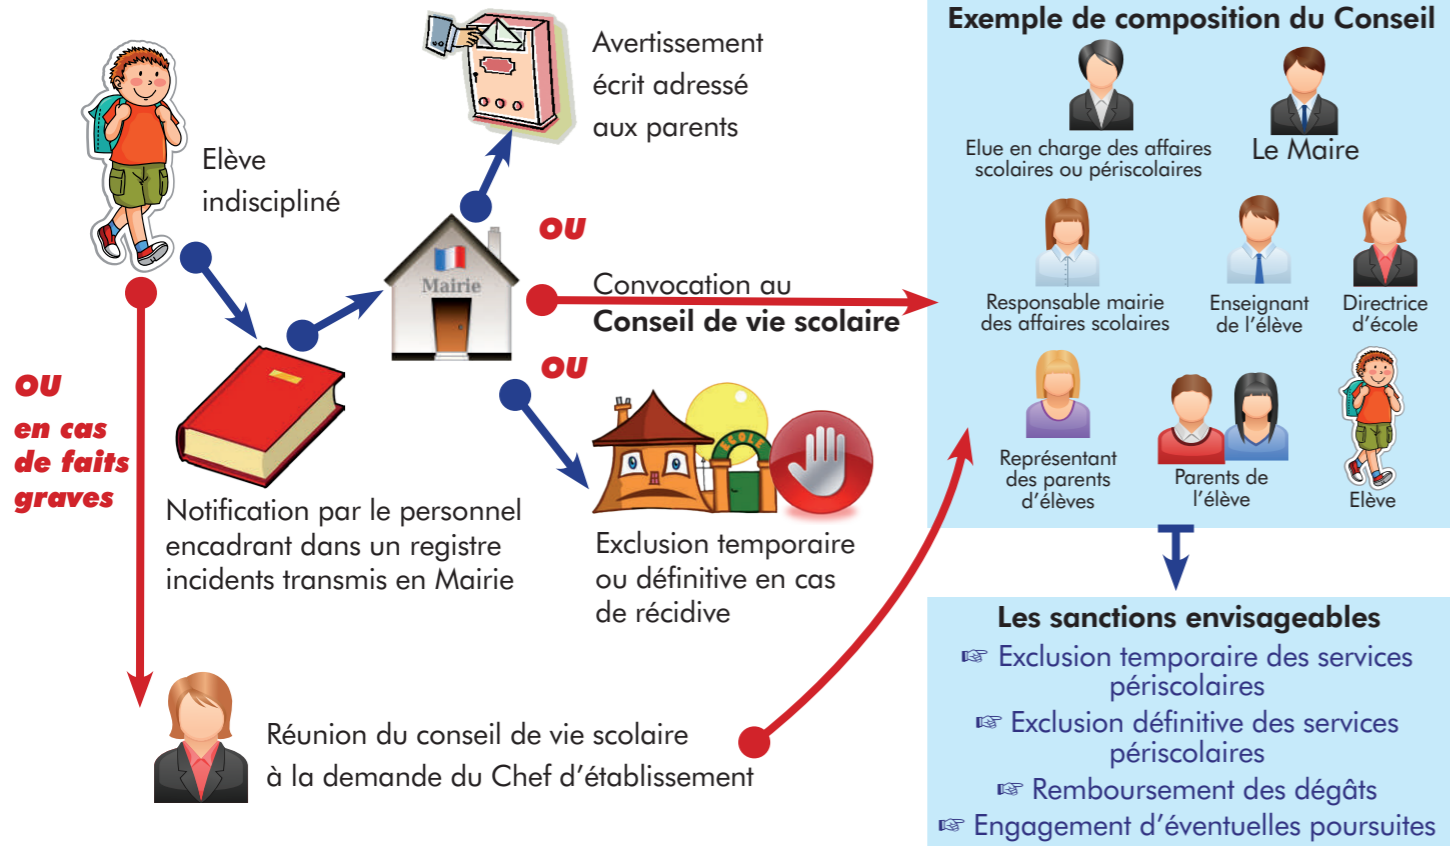 Elève
indiscipliné
Avertissement
écrit adressé
aux parents
Mairie
OU
Convocation au
Conseil de vie scolaire
OU
ECOLE
Exclusion temporaire
ou définitive en cas
de récidive
Notification par le personnel
encadrant dans un registre
incidents transmis en Mairie
OU
en cas
de faits
graves
Réunion du conseil de vie scolaire
à la demande du Chef d'établissement
Exemple de composition du Conseil
Elue en charge des affaires
scolaires ou périscolaires
Le Maire
Responsable mairie
des affaires scolaires
Enseignant
de l'élève
Directrice
d'école
Représentant
des parents
d'élèves
Parents de
l'élève
Elève
Les sanctions envisageables
☞ Exclusion temporaire des services
périscolaires
☞ Exclusion définitive des services
périscolaires
☞ Remboursement des dégâts
☞ Engagement d'éventuelles poursuites